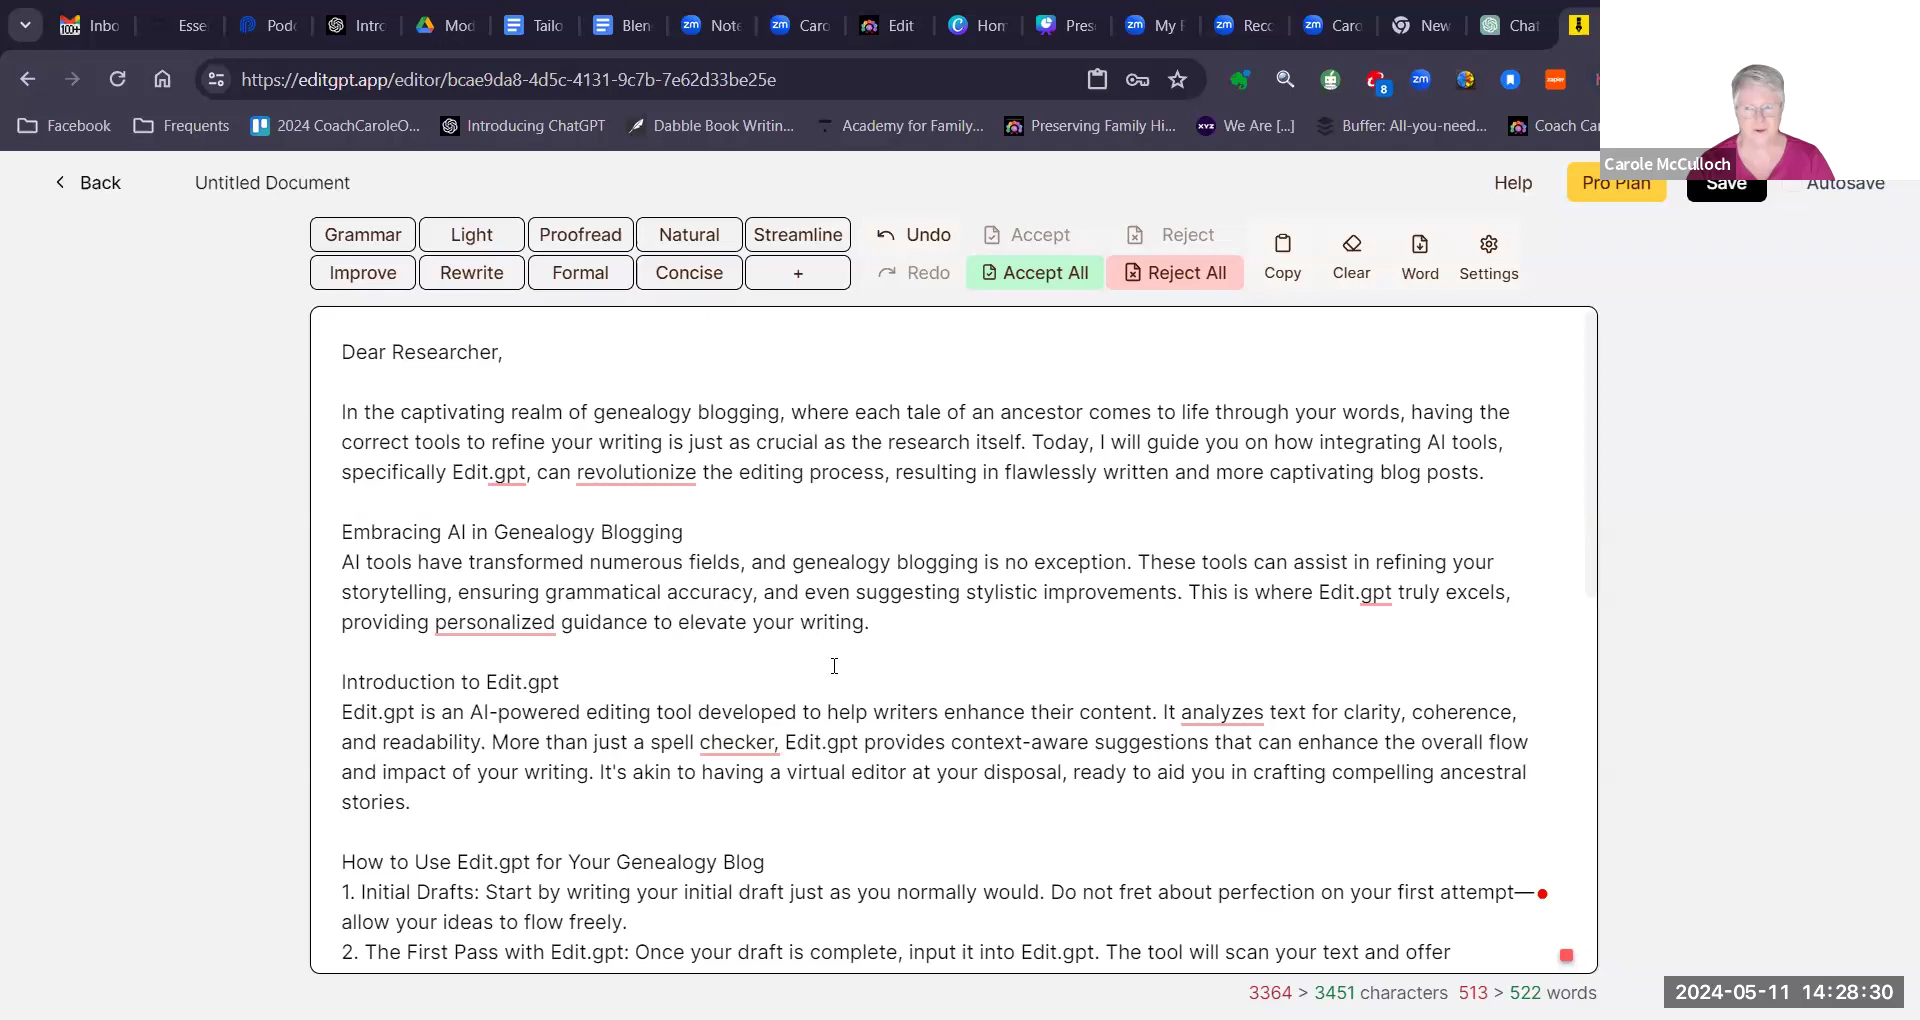 Inbo
Esse
Pod
Intro
Mod
Tailo
Blen
Note
Caro
Edit
Hom
Pres
My
Reco
Caro
New
Chat
https://editgpt.app/editor/bcae9da8-4d5c-4131-9c7b-7e62d33be25e
8
Facebook
Frequents
2024 CoachCaroleO...
Introducing ChatGPT
Dabble Book Writin...
Academy for Family...
Preserving Family Hi...
We Are [...]
Buffer: All-you-need...
Coach Ca
Carole McCulloch
Back
Untitled Document
Help
Pro Plan
Save
Autosave
Grammar Light Proofread Natural Streamline
Undo Accept Reject
Improve Rewrite Formal Concise +
Redo Accept All Reject All
Copy Clear Word Settings
Dear Researcher,
In the captivating realm of genealogy blogging, where each tale of an ancestor comes to life through your words, having the
correct tools to refine your writing is just as crucial as the research itself. Today, I will guide you on how integrating AI tools,
specifically Edit.gpt, can revolutionize the editing process, resulting in flawlessly written and more captivating blog posts.
Embracing AI in Genealogy Blogging
AI tools have transformed numerous fields, and genealogy blogging is no exception. These tools can assist in refining your
storytelling, ensuring grammatical accuracy, and even suggesting stylistic improvements. This is where Edit.gpt truly excels,
providing personalized guidance to elevate your writing.
Introduction to Edit.gpt
Edit.gpt is an AI-powered editing tool developed to help writers enhance their content. It analyzes text for clarity, coherence,
and readability. More than just a spell checker, Edit.gpt provides context-aware suggestions that can enhance the overall flow
and impact of your writing. It's akin to having a virtual editor at your disposal, ready to aid you in crafting compelling ancestral
stories.
How to Use Edit.gpt for Your Genealogy Blog
1. Initial Drafts: Start by writing your initial draft just as you normally would. Do not fret about perfection on your first attempt—
allow your ideas to flow freely.
2. The First Pass with Edit.gpt: Once your draft is complete, input it into Edit.gpt. The tool will scan your text and offer
3364 > 3451 characters 513 > 522 words
2024-05-11 14:28:30